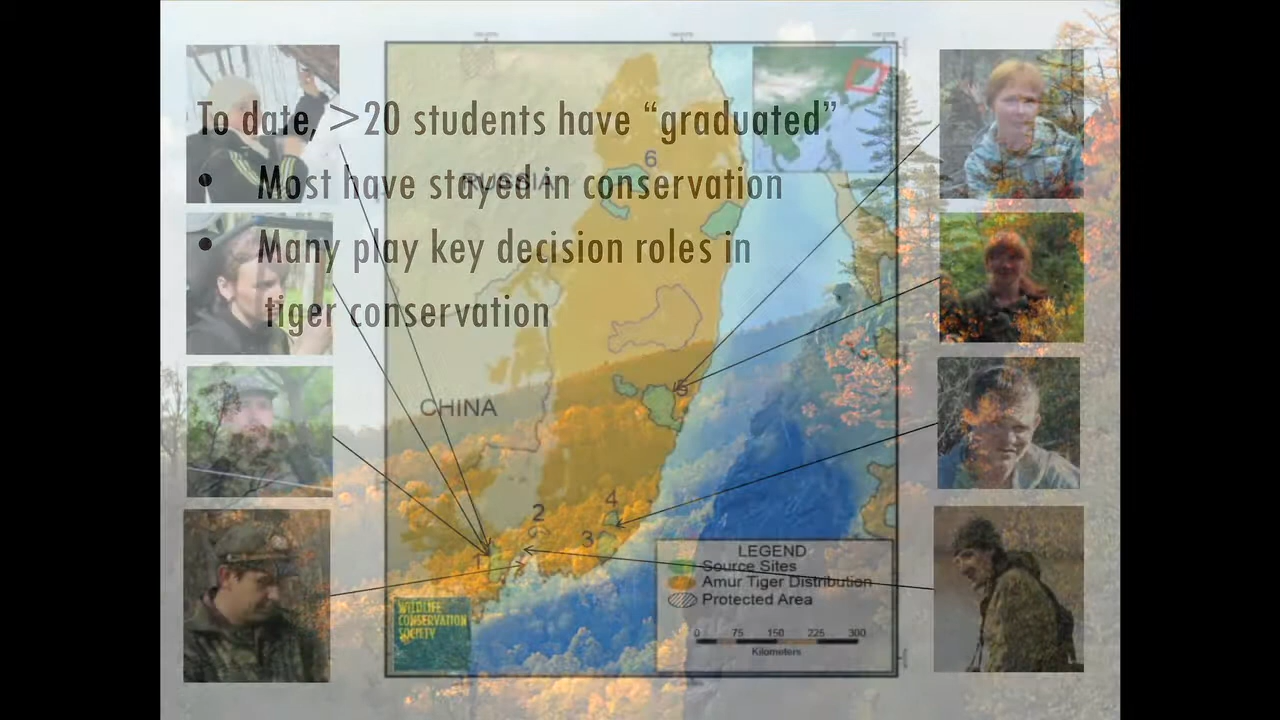 To date, >20 students have “graduated”
• Most have stayed in conservation
• Many play key decision roles in
tiger conservation
RUSSIA
CHINA
6
5
4
2
3
1
LEGEND
Source Sites
Amur Tiger Distribution
Protected Area
0 75 150 225 300
Kilometers
WILDLIFE
CONSERVATION
SOCIETY